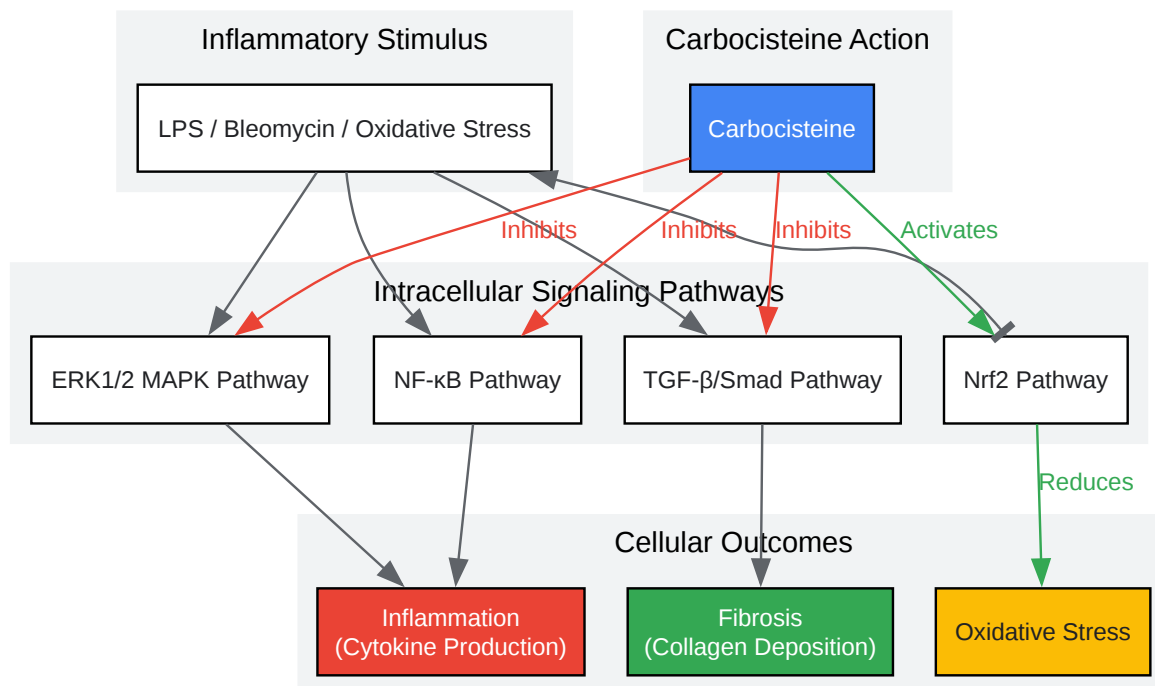 Inflammatory Stimulus
Carbocisteine Action
LPS / Bleomycin / Oxidative Stress
Carbocisteine
Inhibits
Inhibits
Inhibits
Activates
Intracellular Signaling Pathways
ERK1/2 MAPK Pathway
NF-κB Pathway
TGF-β/Smad Pathway
Nrf2 Pathway
Reduces
Cellular Outcomes
Inflammation
(Cytokine Production)
Fibrosis
(Collagen Deposition)
Oxidative Stress